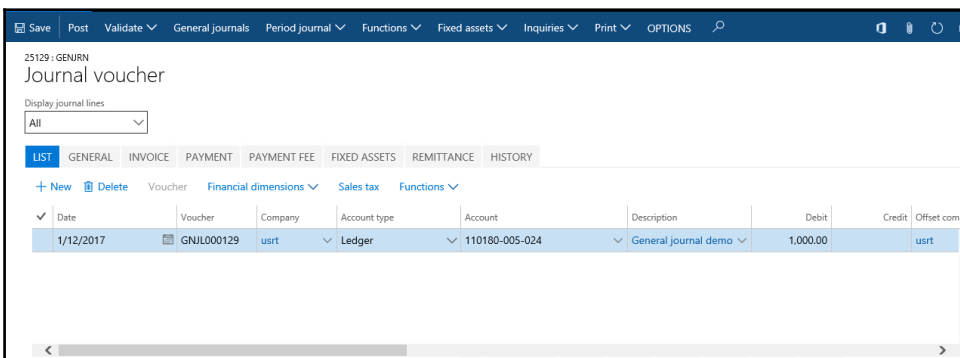 Save Post Validate General journals Period journal Functions Fixed assets Inquiries Print OPTIONS
25129 : GENJRN
Journal voucher
Display journal lines
All
LIST GENERAL INVOICE PAYMENT PAYMENT FEE FIXED ASSETS REMITTANCE HISTORY
+ New Delete Voucher Financial dimensions Sales tax Functions
Date Voucher Company Account type Account Description Debit Credit Offset com
1/12/2017 GNJL000129 usrt Ledger 110180-005-024 General journal demo 1,000.00 usrt